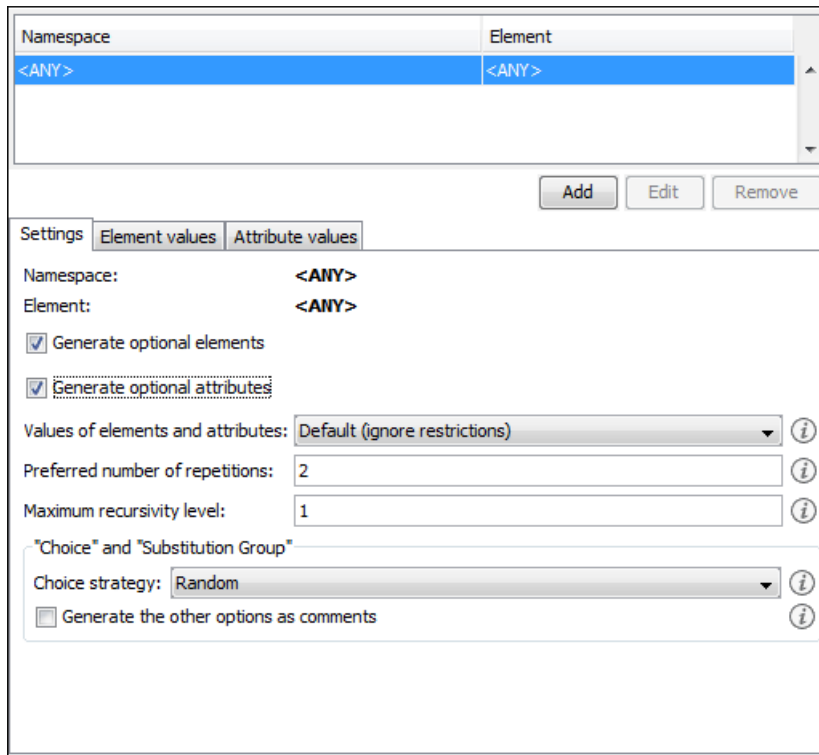 Namespace Element
<ANY> <ANY>
Add Edit Remove
Settings Element values Attribute values
Namespace: <ANY>
Element: <ANY>
Generate optional elements
Generate optional attributes
Values of elements and attributes: Default (ignore restrictions)
Preferred number of repetitions: 2
Maximum recursivity level: 1
"Choice" and "Substitution Group"
Choice strategy: Random
Generate the other options as comments